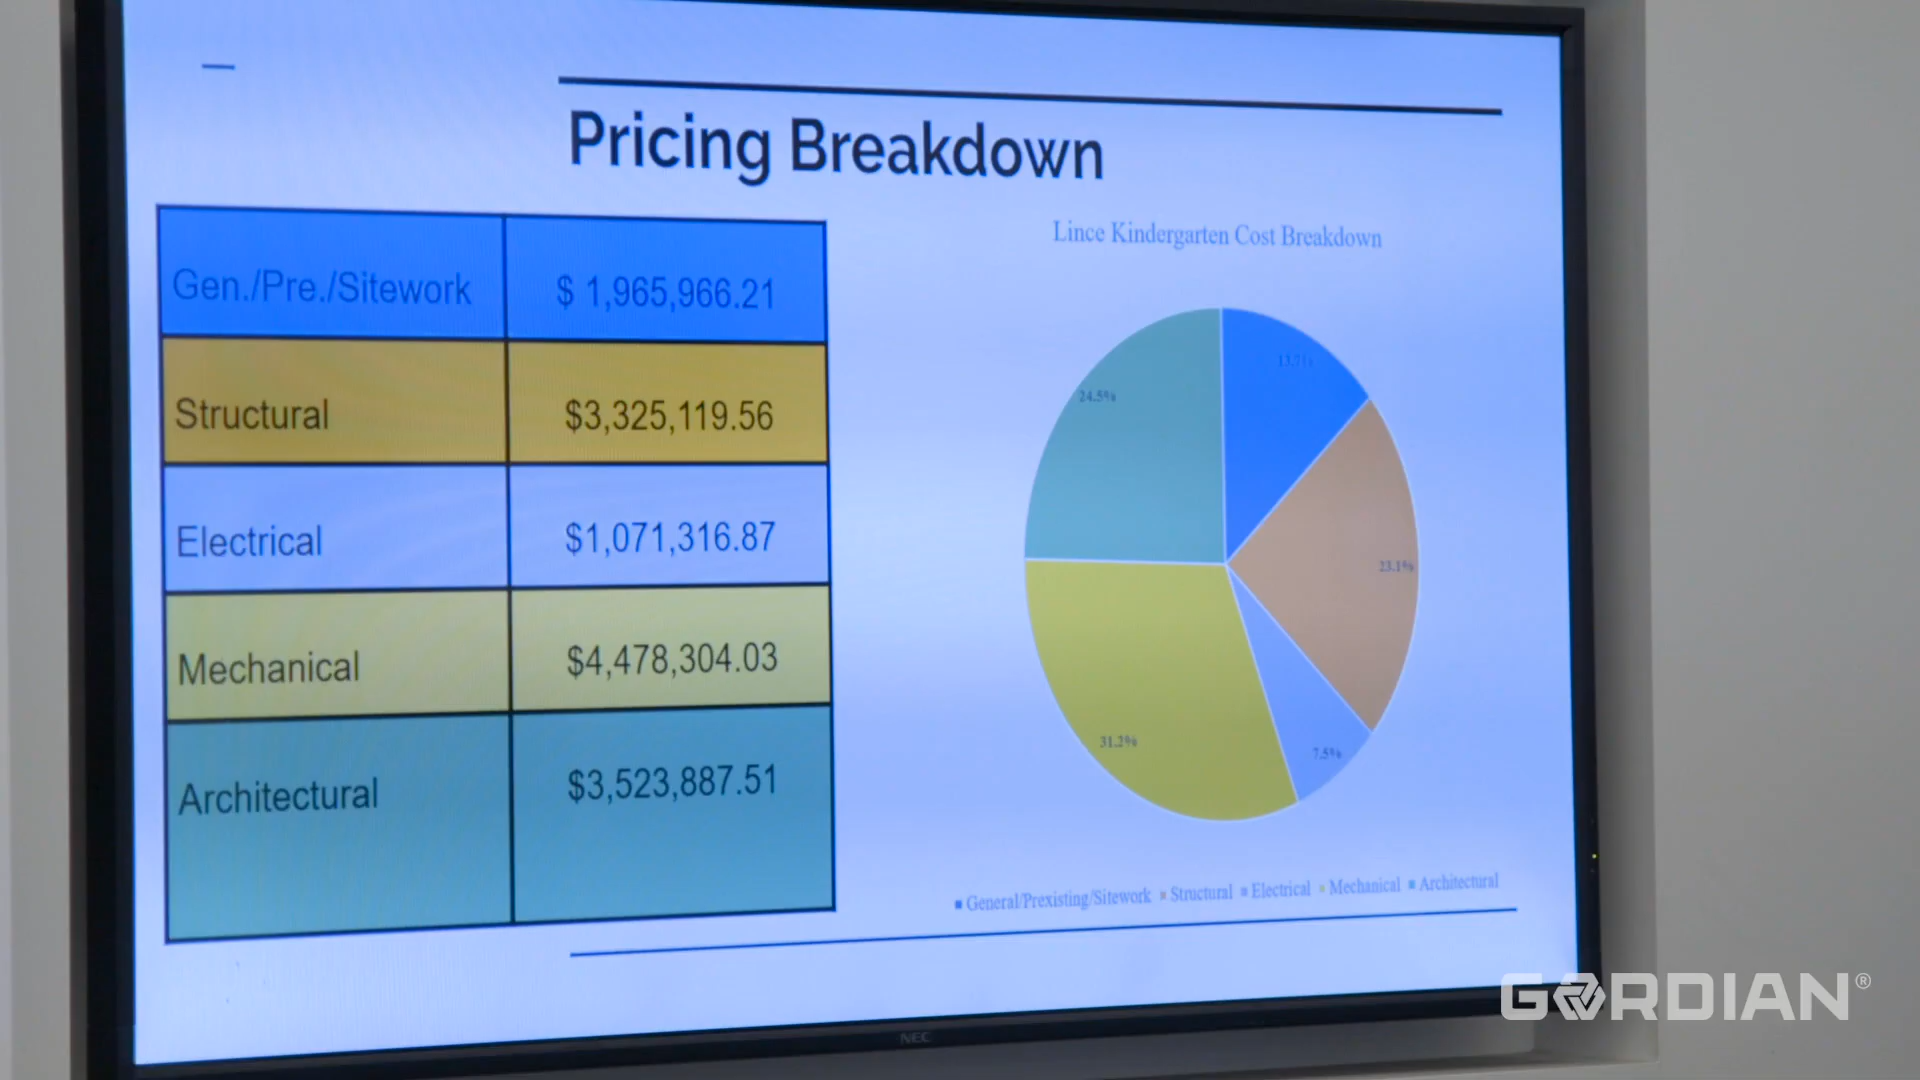 Pricing Breakdown
Gen./Pre./Sitework $ 1,965,966.21
Structural $3,325,119.56
Electrical $1,071,316.87
Mechanical $4,478,304.03
Architectural $3,523,887.51
Lince Kindergarten Cost Breakdown
24.5%
23.1%
31.2%
7.5%
General/Prexisting/Sitework Structural Electrical Mechanical Architectural
NEC
GORDIAN®